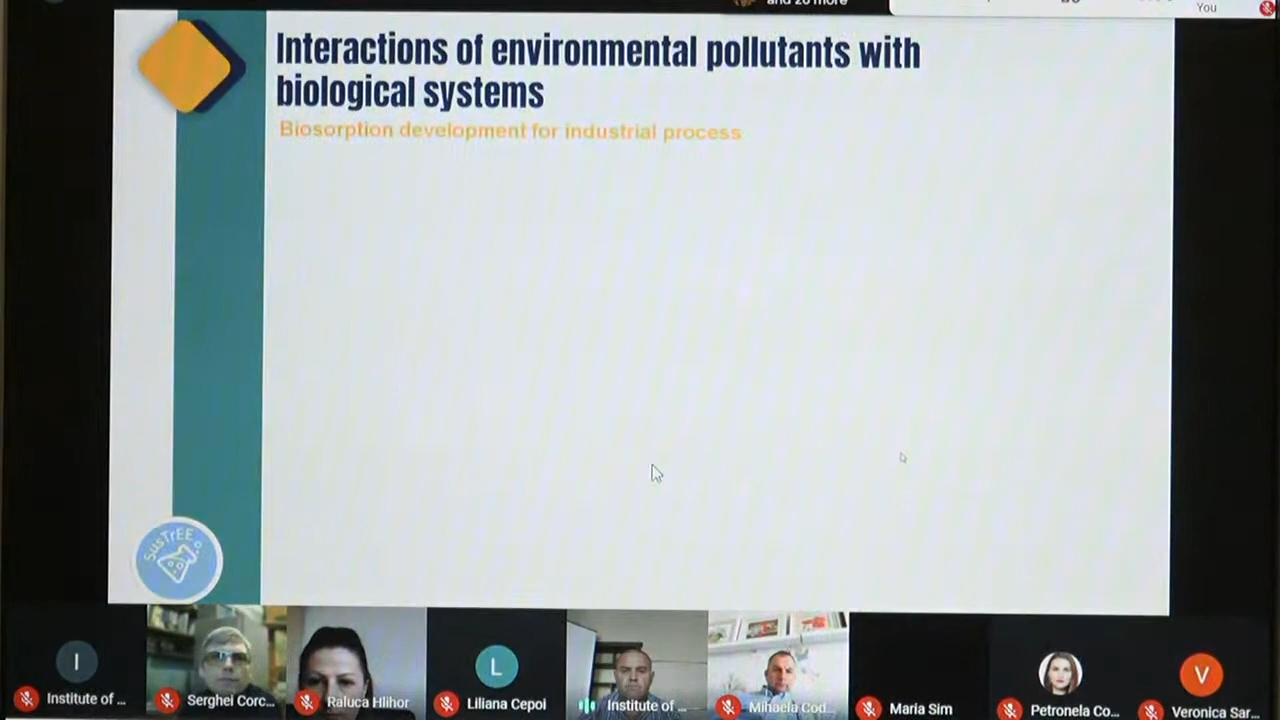 and 20 more
You
Interactions of environmental pollutants with
biological systems
Biosorption development for industrial process
SusTrEE
I
Institute of ...
Serghei Corc...
Raluca Hlihor
L
Liliana Cepoi
Institute of ...
Mihaela Cod...
Maria Sim
Petronela Co...
V
Veronica Sar...